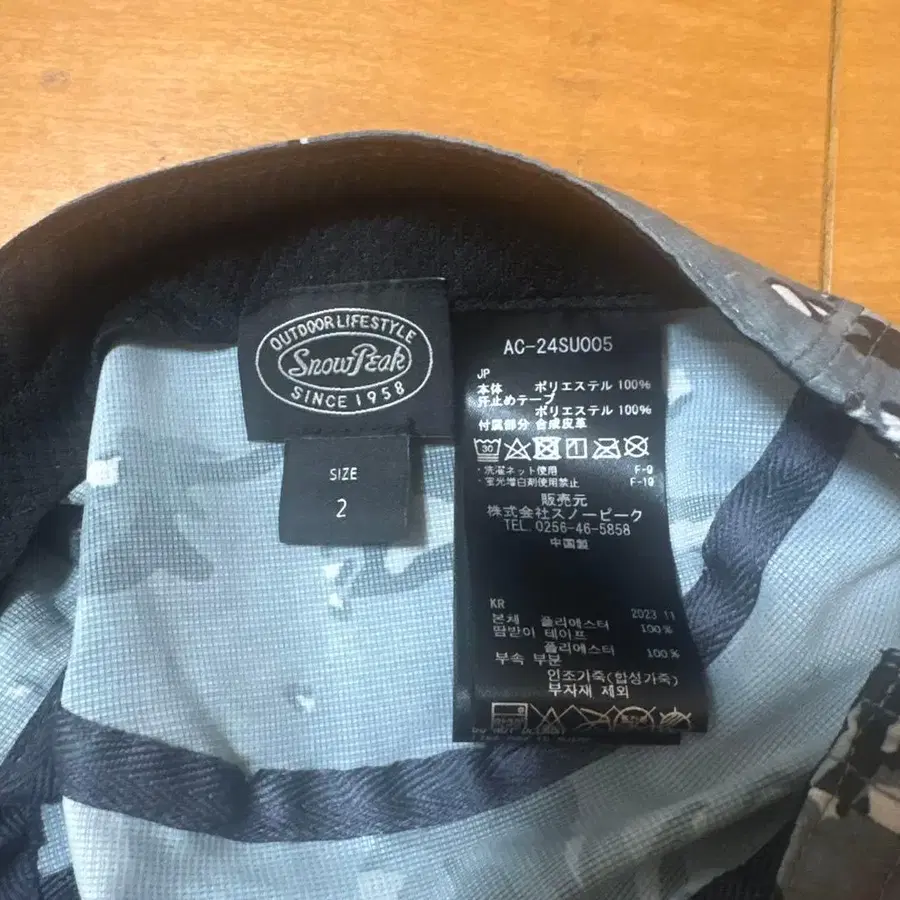 OUTDOOR LIFESTYLE
Snow Peak
SINCE 1958
SIZE
2
AC-24SU005
JP
本体 ポリエステル 100%
汗止めテープ
ポリエステル 100%
付属部分 合成皮革
30
・洗濯ネット使用 F-9
・蛍光増白剤使用禁止 F-19
販売元
株式会社スノーピーク
TEL. 0256-46-5858
中国製
KR 2023.11
본체 폴리에스터 100%
땀받이 테이프
폴리에스터 100%
부속 부분
인조가죽(합성가죽)
부자재 제외